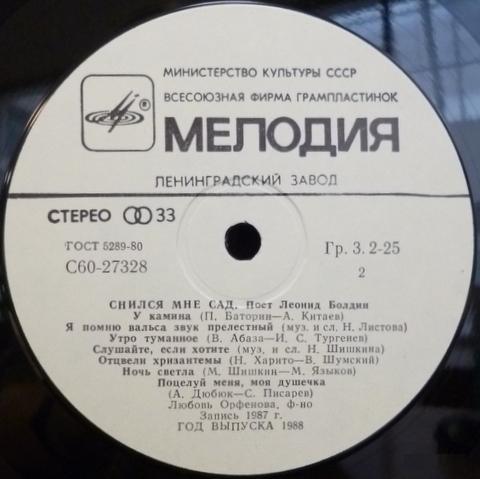 МИНИСТЕРСТВО КУЛЬТУРЫ СССР
ВСЕСОЮЗНАЯ ФИРМА ГРАМПЛАСТИНОК
®
МЕЛОДИЯ
ЛЕНИНГРАДСКИЙ ЗАВОД
СТЕРЕО 33
ГОСТ 5289-80
Гр. 3. 2-25
С60-27328
2
СНИЛСЯ МНЕ САД. Поет Леонид Болдин
У камина (П. Баторин—А. Китаев)
Я помню вальса звук прелестный (муз. и сл. Н. Листова)
Утро туманное (В. Абаза—И. С. Тургенев)
Слушайте, если хотите (муз. и сл. Н. Шишкина)
Отцвели хризантемы (Н. Харито—В. Шумский)
Ночь светла (М. Шишкин—М. Языков)
Поцелуй меня, моя душечка
(А. Дюбюк—С. Писарев)
Любовь Орфенова, ф-но
Запись 1987 г.
ГОД ВЫПУСКА 1988